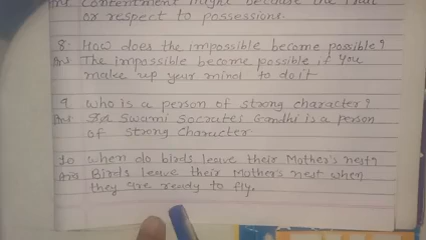 Ans contentment might because the
or respect to possessions.
8. How does the impossible become possible?
Ans The impossible become possible if you
make up your mind to do it
9. who is a person of strong character?
Ans. Swami Socrates Gandhi is a person
of strong Character
10 when do birds leave their Mother's nest?
Ans Birds leave their Mother's nest when
they are ready to fly.